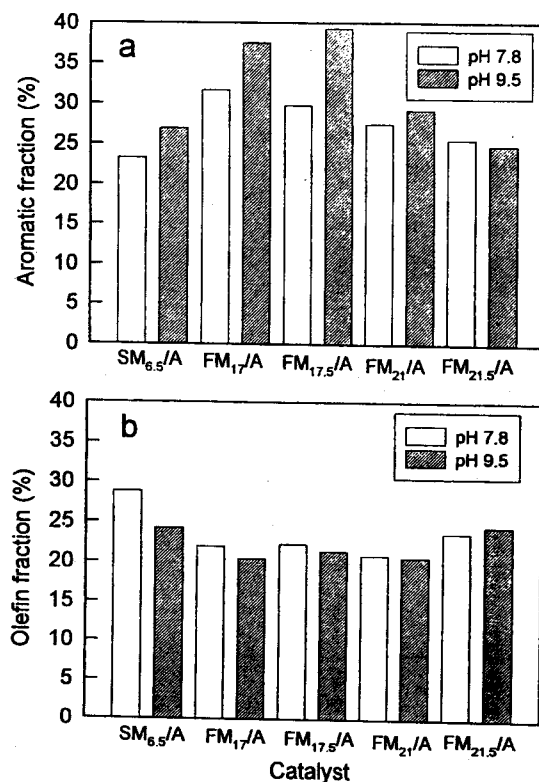 a
pH 7.8
pH 9.5
Aromatic fraction (%)
40
35
30
25
20
15
10
5
0
SM6.5/A FM17/A FM17.5/A FM21/A FM21.5/A
b
pH 7.8
pH 9.5
Olefin fraction (%)
40
30
25
20
15
10
5
0
SM6.5/A FM17/A FM17.5/A FM21/A FM21.5/A
Catalyst